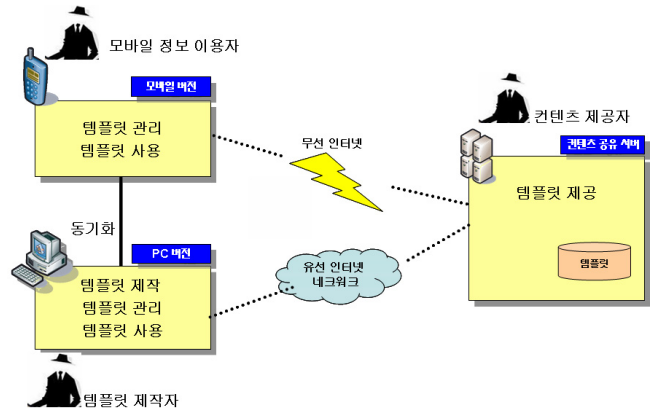 모바일 정보 이용자
모바일 버전
템플릿 관리
템플릿 사용
무선 인터넷
컨텐츠 제공자
컨텐츠 공유 서버
템플릿 제공
템플릿
동기화
PC 버전
템플릿 제작
템플릿 관리
템플릿 사용
유선 인터넷
네크워크
템플릿 제작자